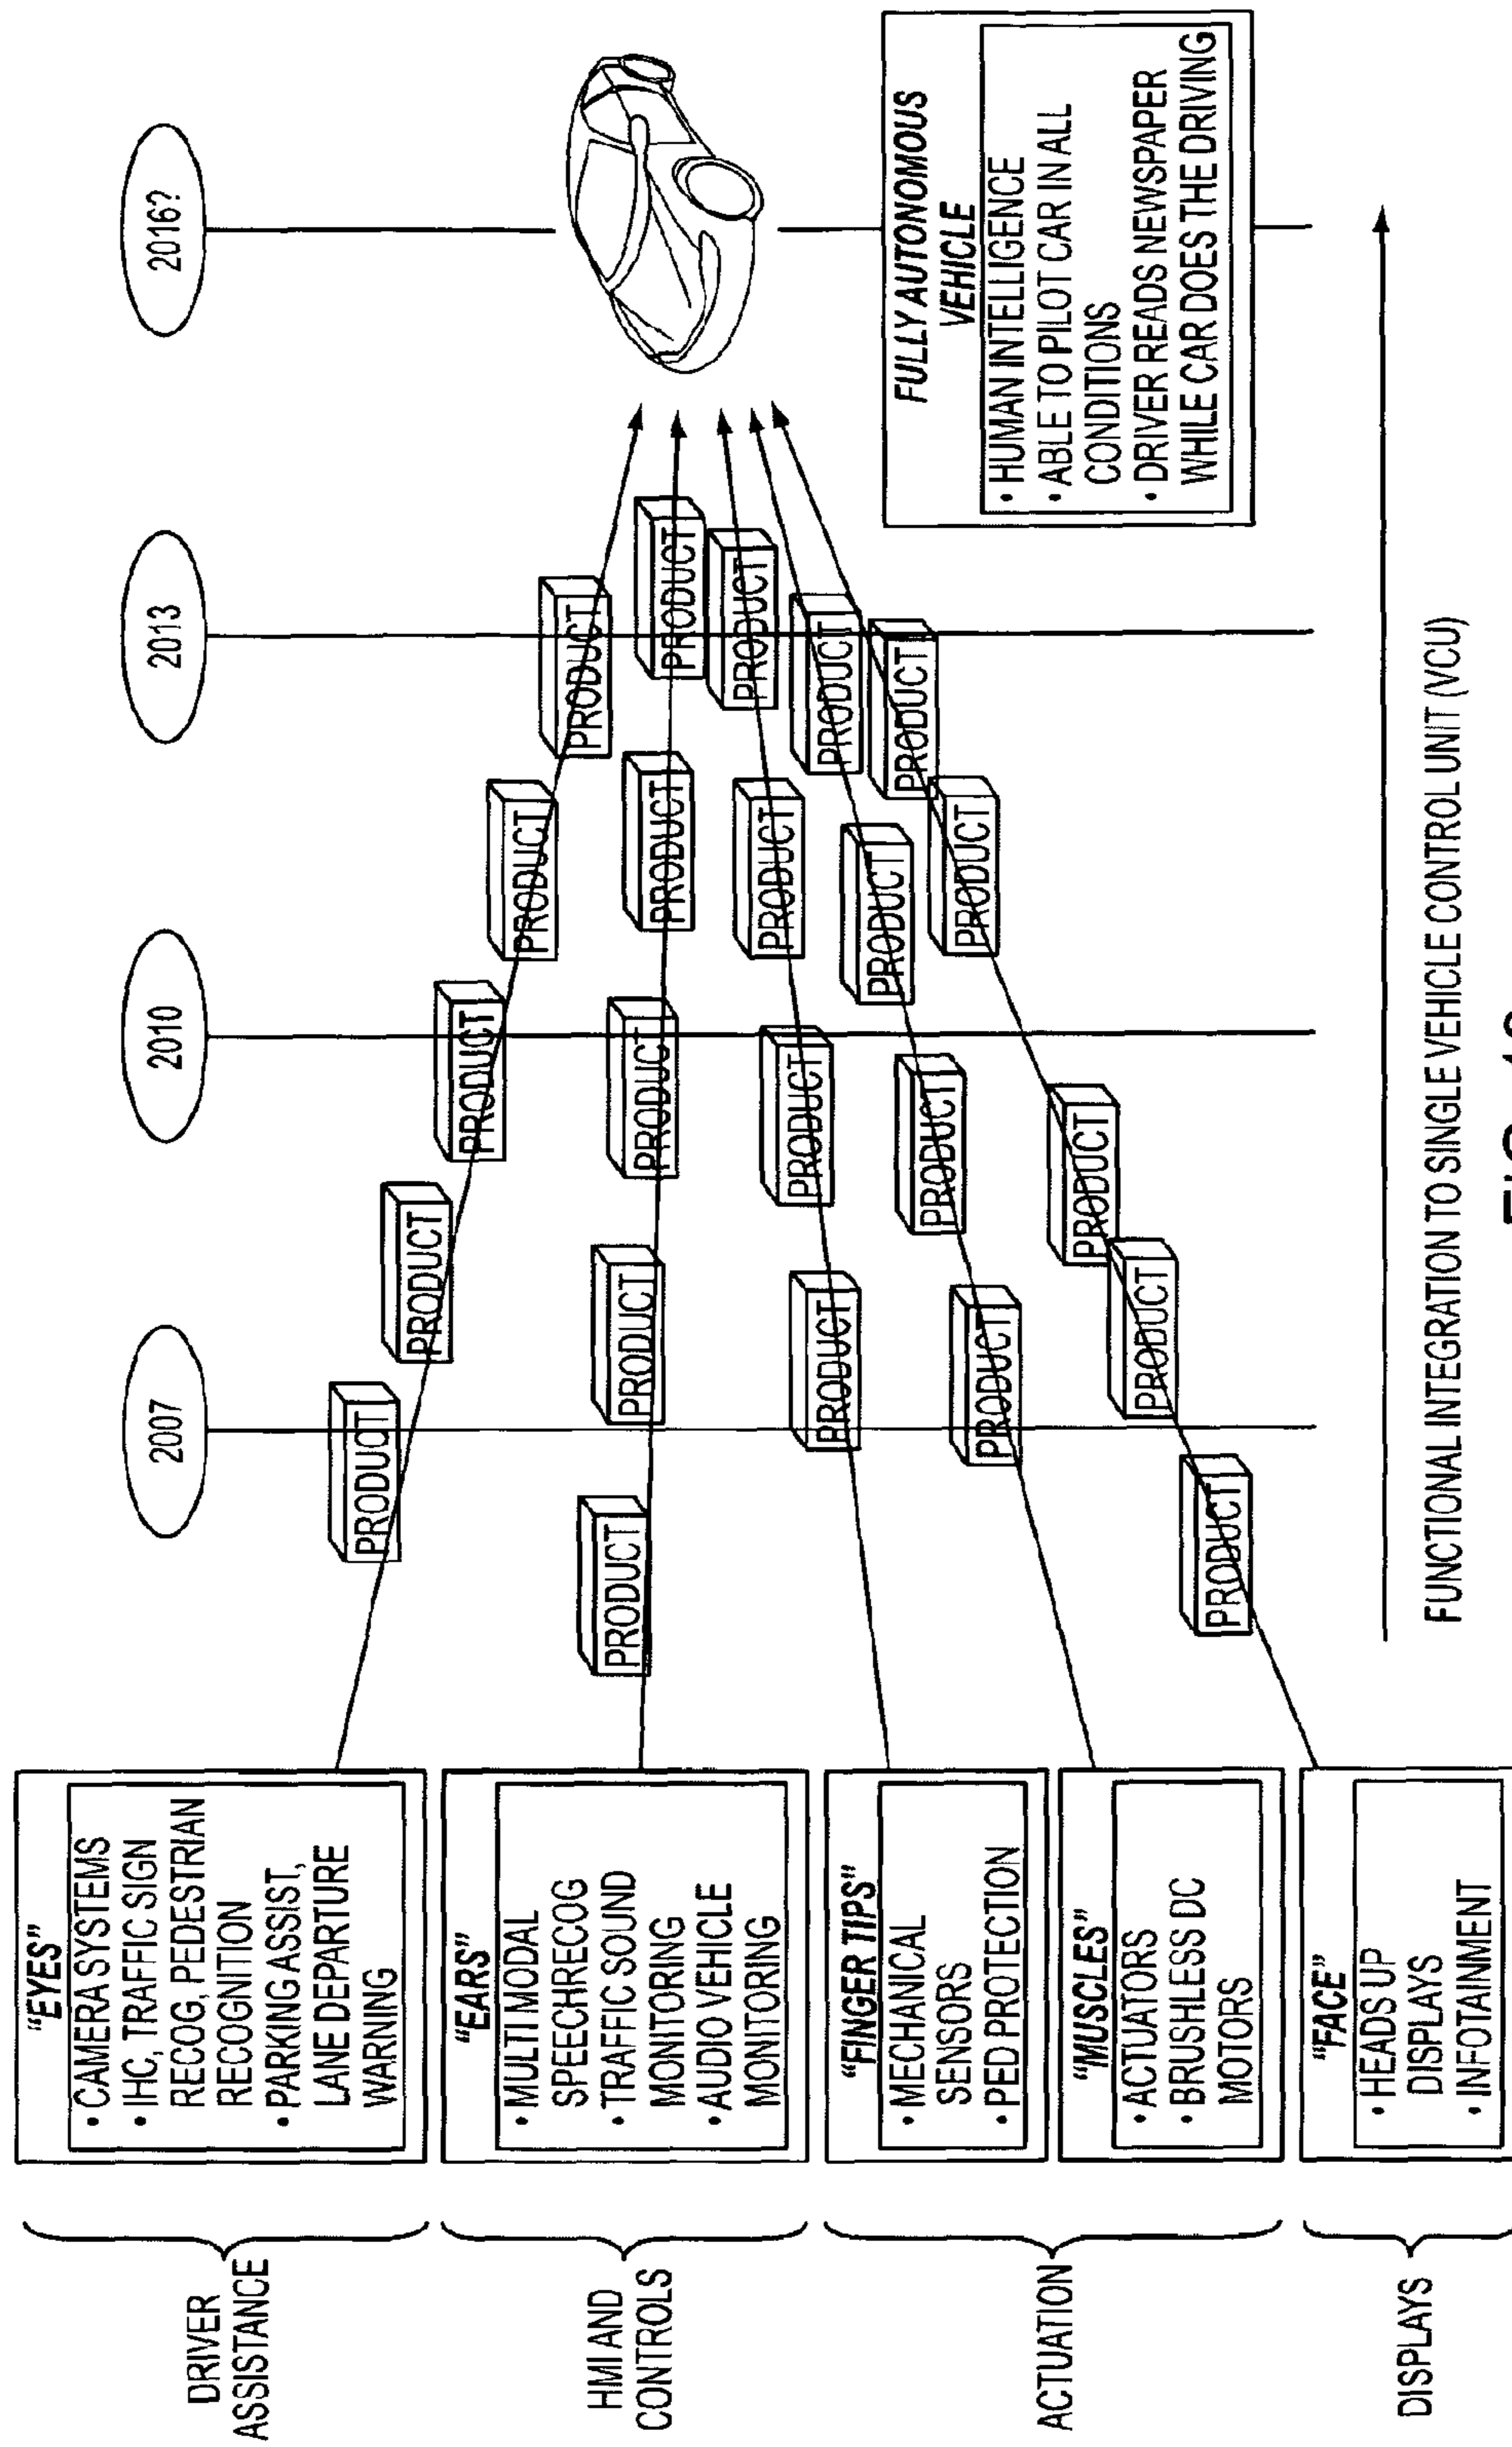 2007
2010
2013
2016?
DRIVER
ASSISTANCE
"EYES"
• CAMERA SYSTEMS
• IHC, TRAFFIC SIGN
RECOG, PEDESTRIAN
RECOGNITION
• PARKING ASSIST,
LANE DEPARTURE
WARNING
PRODUCT
PRODUCT
PRODUCT
PRODUCT
PRODUCT
HMI AND
CONTROLS
"EARS"
• MULTI MODAL
SPEECHRECOG
• TRAFFIC SOUND
MONITORING
• AUDIO VEHICLE
MONITORING
PRODUCT
PRODUCT
PRODUCT
PRODUCT
PRODUCT
ACTUATION
"FINGER TIPS"
• MECHANICAL
SENSORS
• PED PROTECTION
PRODUCT
PRODUCT
PRODUCT
PRODUCT
"MUSCLES"
• ACTUATORS
• BRUSHLESS DC
MOTORS
PRODUCT
PRODUCT
PRODUCT
PRODUCT
DISPLAYS
"FACE"
• HEADS UP
DISPLAYS
• INFOTAINMENT
PRODUCT
PRODUCT
PRODUCT
PRODUCT
PRODUCT
FULLY AUTONOMOUS
VEHICLE
• HUMAN INTELLIGENCE
• ABLE TO PILOT CAR IN ALL
CONDITIONS
• DRIVER READS NEWSPAPER
WHILE CAR DOES THE DRIVING
FUNCTIONAL INTEGRATION TO SINGLE VEHICLE CONTROL UNIT (VCU)